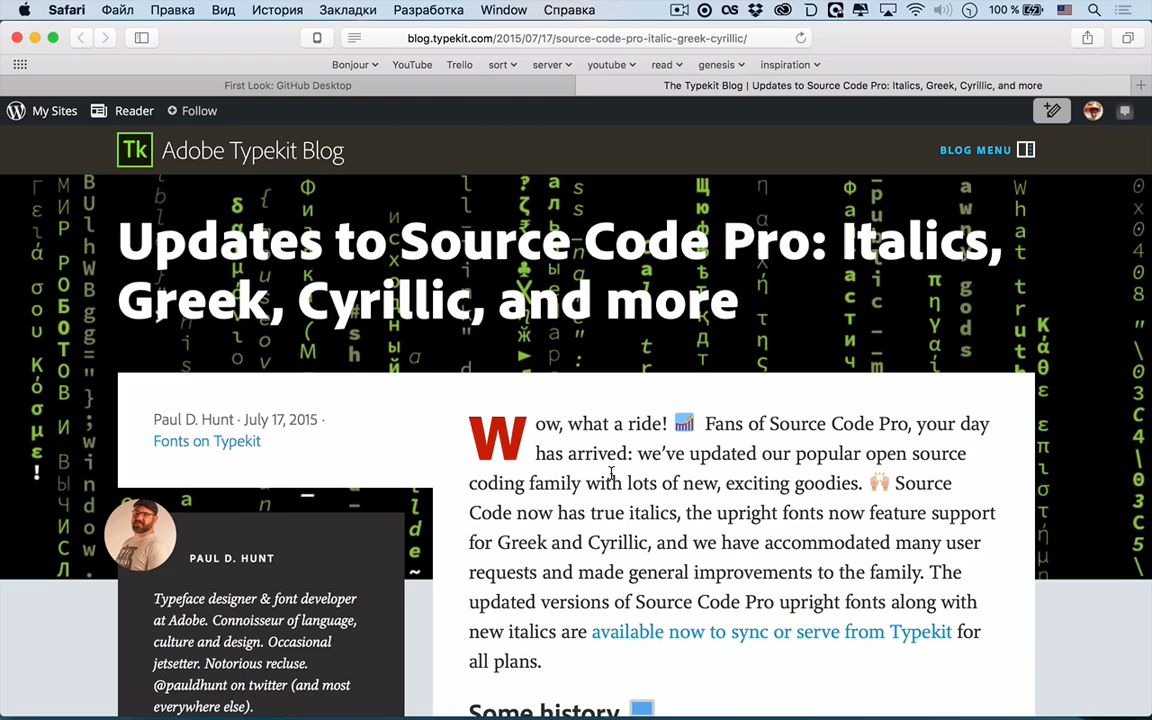 Safari Файл Правка Вид История Закладки Разработка Window Справка 100 %
blog.typekit.com/2015/07/17/source-code-pro-italic-greek-cyrillic/
Bonjour YouTube Trello sort server youtube read genesis inspiration
First Look: GitHub Desktop
The Typekit Blog | Updates to Source Code Pro: Italics, Greek, Cyrillic, and more
My Sites Reader Follow
Tk Adobe Typekit Blog
BLOG MENU
Updates to Source Code Pro: Italics,
Greek, Cyrillic, and more
Paul D. Hunt · July 17, 2015 ·
Fonts on Typekit
PAUL D. HUNT
Typeface designer & font developer
at Adobe. Connoisseur of language,
culture and design. Occasional
jetsetter. Notorious recluse.
@pauldhunt on twitter (and most
everywhere else).
Wow, what a ride! Fans of Source Code Pro, your day
has arrived: we’ve updated our popular open source
coding family with lots of new, exciting goodies. Source
Code now has true italics, the upright fonts now feature support
for Greek and Cyrillic, and we have accommodated many user
requests and made general improvements to the family. The
updated versions of Source Code Pro upright fonts along with
new italics are available now to sync or serve from Typekit for
all plans.
Some history